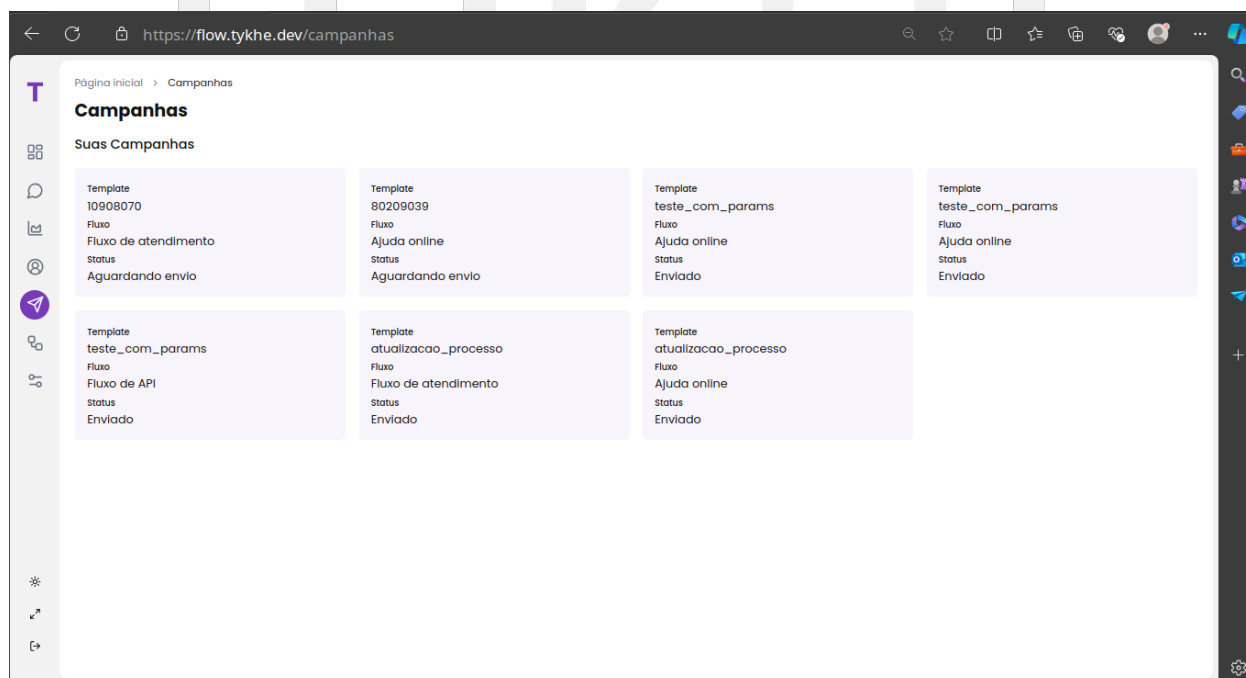 https://flow.tykhe.dev/campanhas
T
Página inicial > Campanhas
Campanhas
Suas Campanhas
Template
10908070
Fluxo
Fluxo de atendimento
Status
Aguardando envio
Template
80209039
Fluxo
Ajuda online
Status
Aguardando envio
Template
teste_com_params
Fluxo
Ajuda online
Status
Enviado
Template
teste_com_params
Fluxo
Ajuda online
Status
Enviado
Template
teste_com_params
Fluxo
Fluxo de API
Status
Enviado
Template
atualizacao_processo
Fluxo
Fluxo de atendimento
Status
Enviado
Template
atualizacao_processo
Fluxo
Ajuda online
Status
Enviado